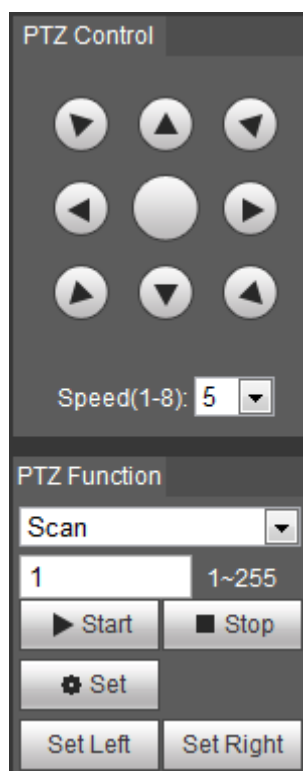 PTZ Control
Speed(1-8): 5
PTZ Function
Scan
1 1~255
Start Stop
Set
Set Left Set Right